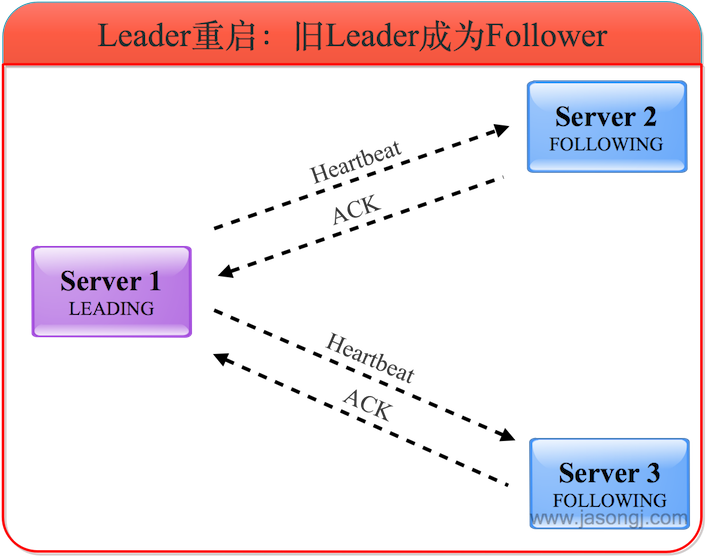 Leader重启：旧Leader成为Follower
Server 2
FOLLOWING
Heartbeat
ACK
Server 1
LEADING
Heartbeat
ACK
Server 3
FOLLOWING
www.jasongj.com